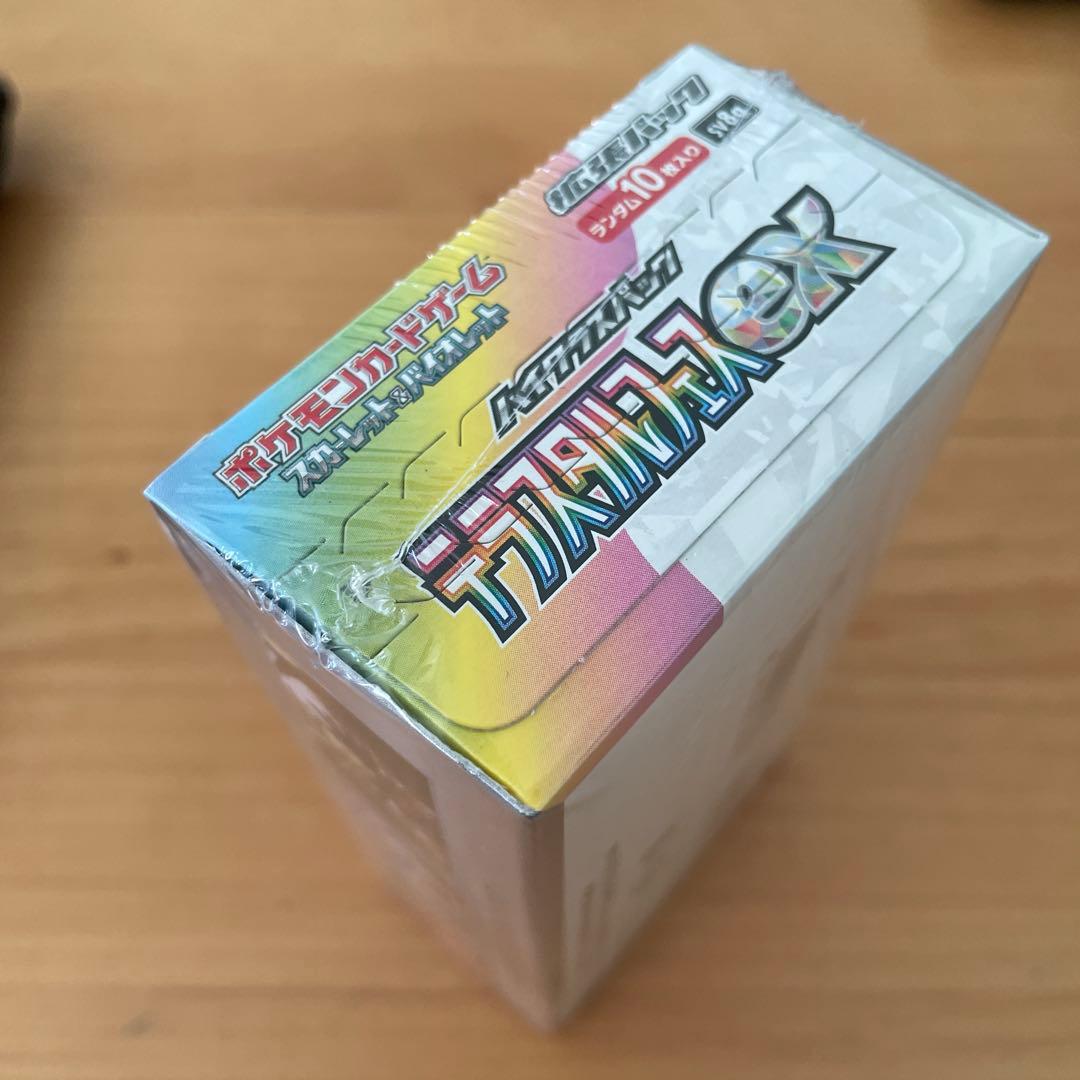 ポケモンカードゲーム
スカーレット&バイオレット
拡張パック
ランダム10枚入り
SV8a
ハイクラスパック
テラスタルフェスex